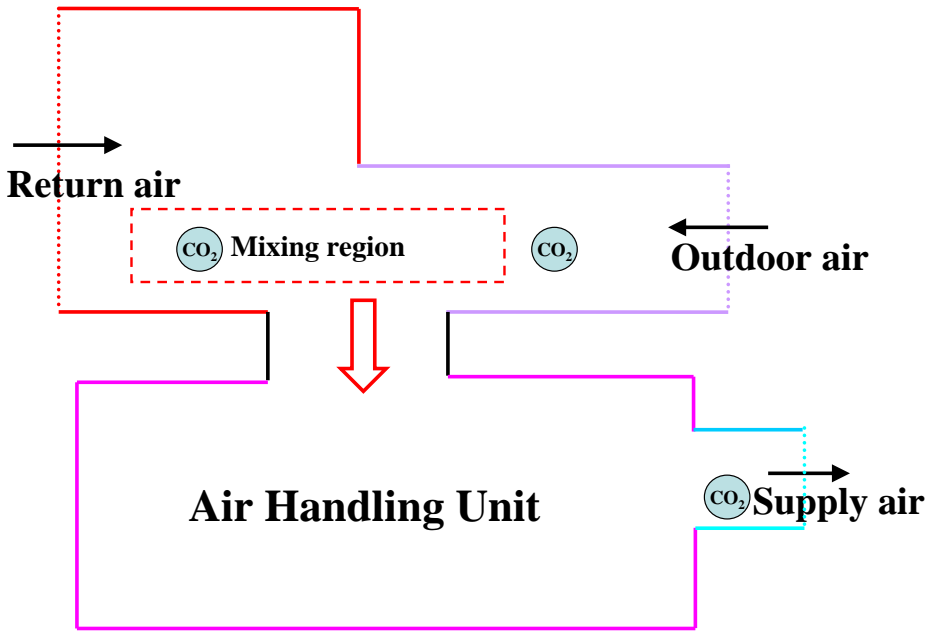 Return air
CO₂ Mixing region
CO₂
Outdoor air
Air Handling Unit
CO₂ Supply air